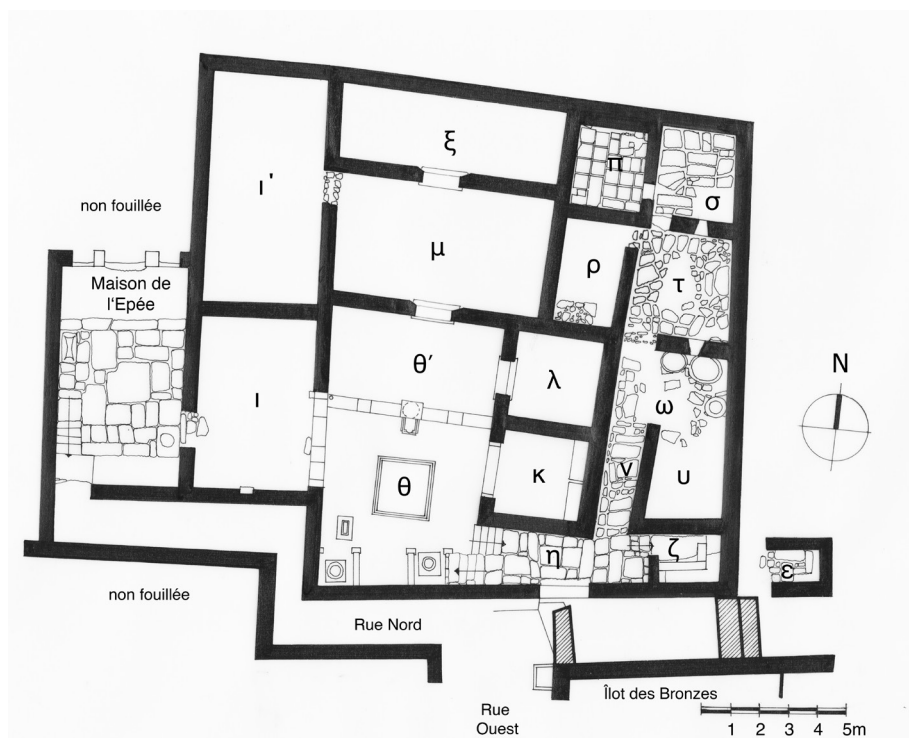 ξ
π
ι'
σ
non fouillée
μ
ρ
τ
Maison de
l'Epée
θ'
λ
N
ι
ω
θ
κ
ν
υ
η
ζ
ε
non fouillée
Rue Nord
Îlot des Bronzes
Rue
Ouest
1 2 3 4 5m